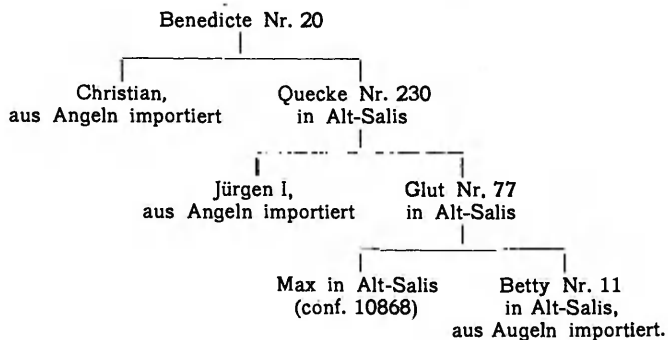 Benedicte Nr. 20
Christian, Quecke Nr. 230
aus Angeln importiert in Alt-Salis
Jürgen I, Glut Nr. 77
aus Angeln importiert in Alt-Salis
Max in Alt-Salis Betty Nr. 11
(conf. 10868) in Alt-Salis,
aus Augeln importiert.